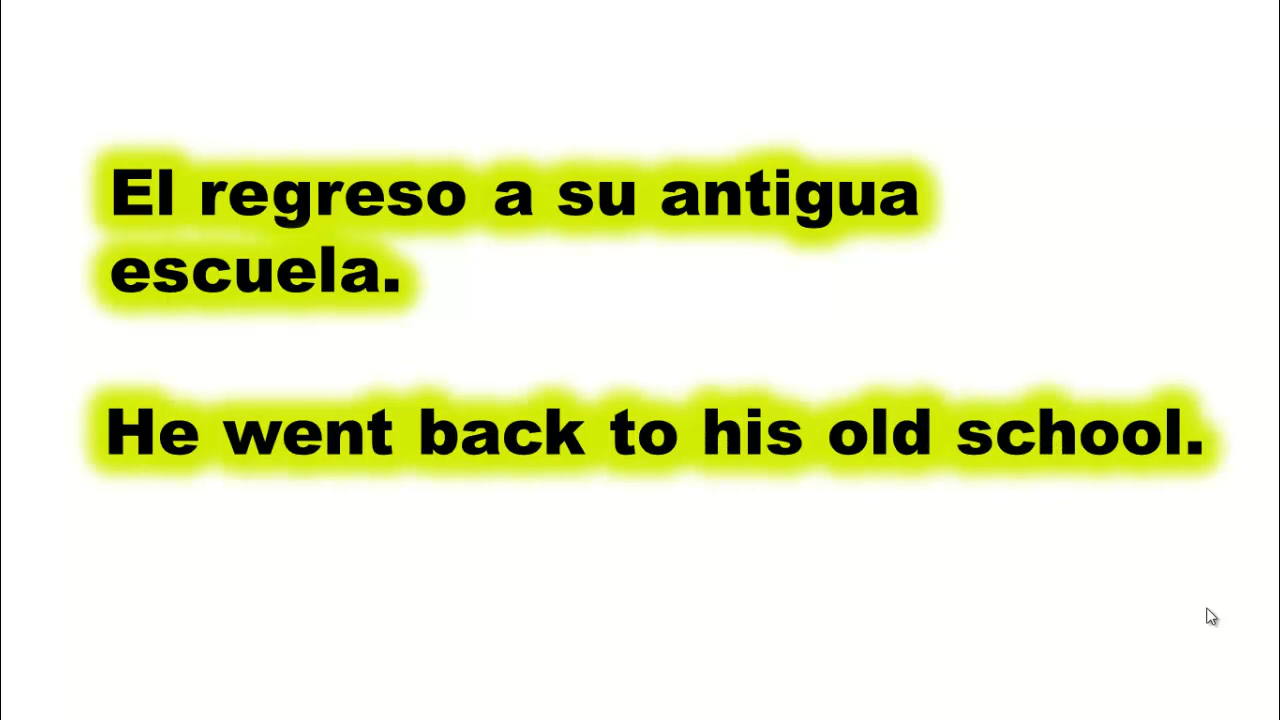 El regreso a su antigua
escuela.
He went back to his old school.